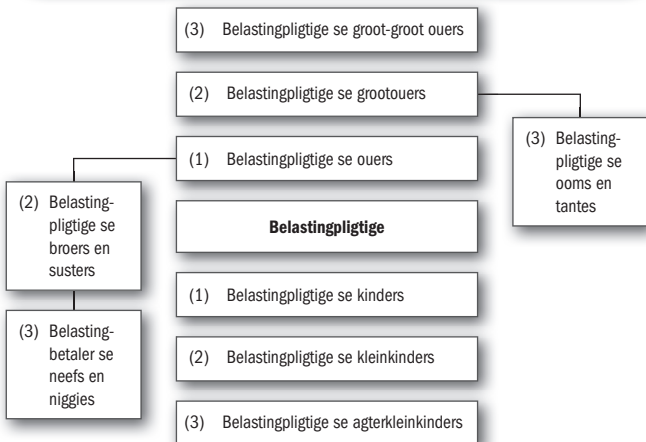 (3) Belastingpligtige se groot-groot ouers
(2) Belastingpligtige se grootouers
(3) Belasting-
pligtige se
ooms en
tantes
(1) Belastingpligtige se ouers
(2) Belasting-
pligtige se
broers en
susters
Belastingpligtige
(1) Belastingpligtige se kinders
(3) Belasting-
betaler se
neefs en
niggies
(2) Belastingpligtige se kleinkinders
(3) Belastingpligtige se agterkleinkinders